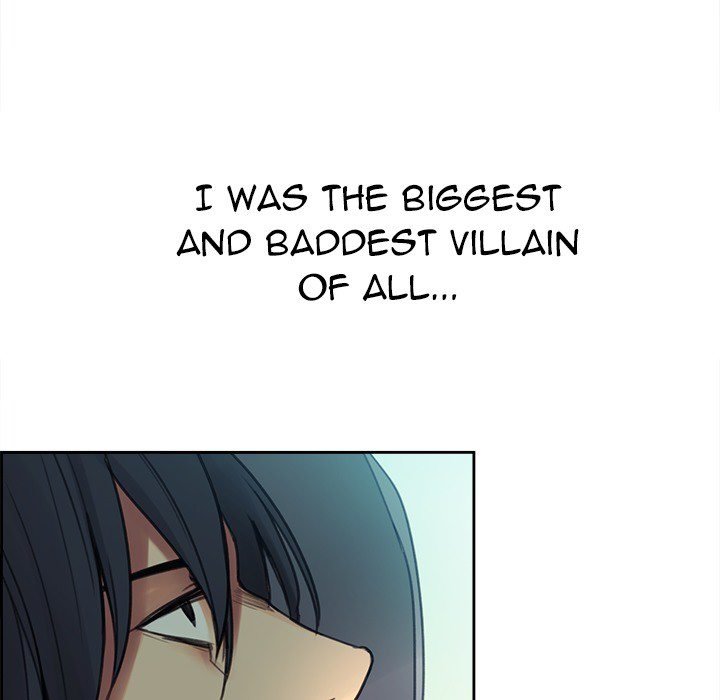 I WAS THE BIGGEST
AND BADDEST VILLAIN
OF ALL...